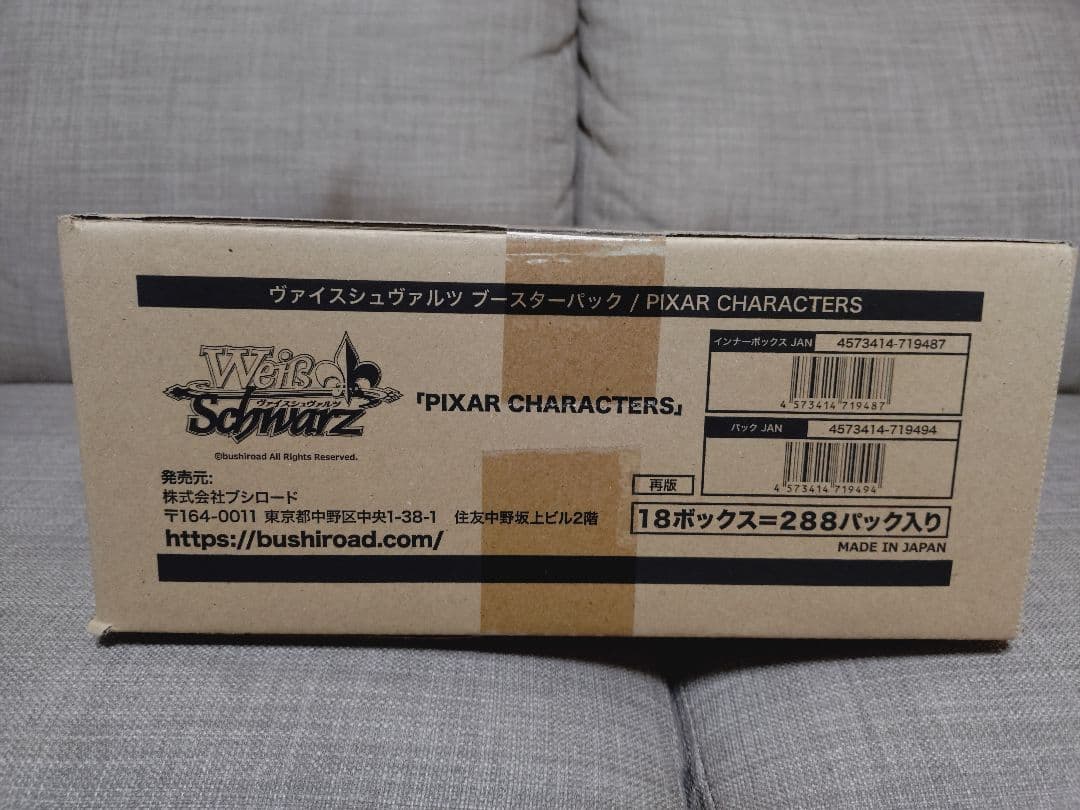 ヴァイスシュヴァルツ ブースターパック / PIXAR CHARACTERS
Weiß
ヴァイスシュヴァルツ
Schwarz
©bushiroad All Rights Reserved.
「PIXAR CHARACTERS」
インナーボックス JAN 4573414-719487
4 573414 719487
パック JAN 4573414-719494
4 573414 719494
発売元:
株式会社ブシロード
〒164-0011 東京都中野区中央1-38-1 住友中野坂上ビル2階
https://bushiroad.com/
再版
18ボックス=288パック入り
MADE IN JAPAN